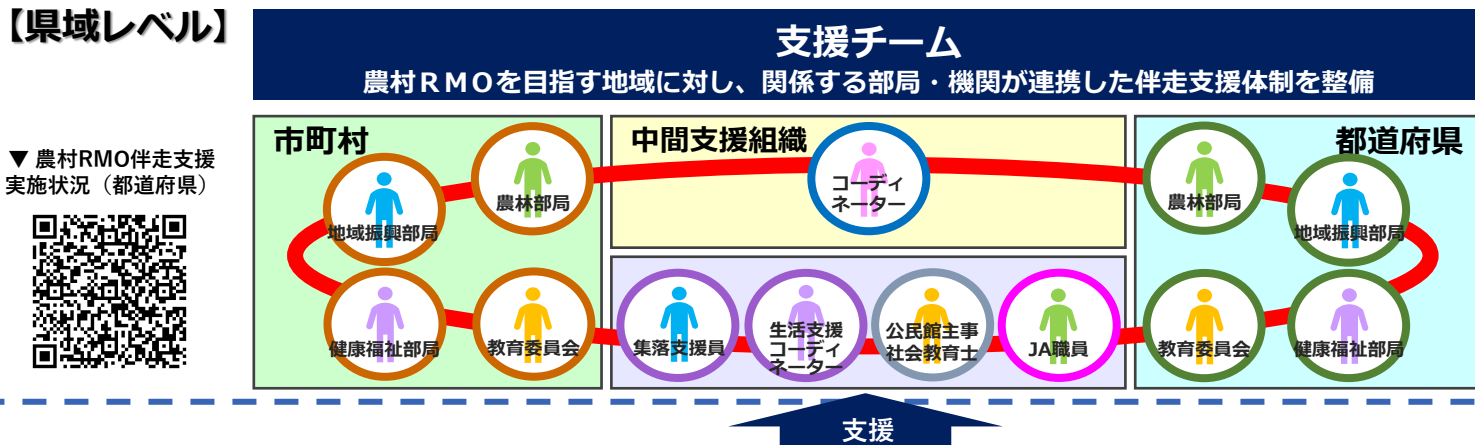 【県域レベル】
支援チーム
農村ＲＭＯを目指す地域に対し、関係する部局・機関が連携した伴走支援体制を整備
▼ 農村RMO伴走支援
実施状況（都道府県）
市町村
地域振興部局
農林部局
健康福祉部局
教育委員会
中間支援組織
コーディ
ネーター
集落支援員
生活支援
コーディ
ネーター
公民館主事
社会教育士
JA職員
都道府県
農林部局
地域振興部局
教育委員会
健康福祉部局
支援